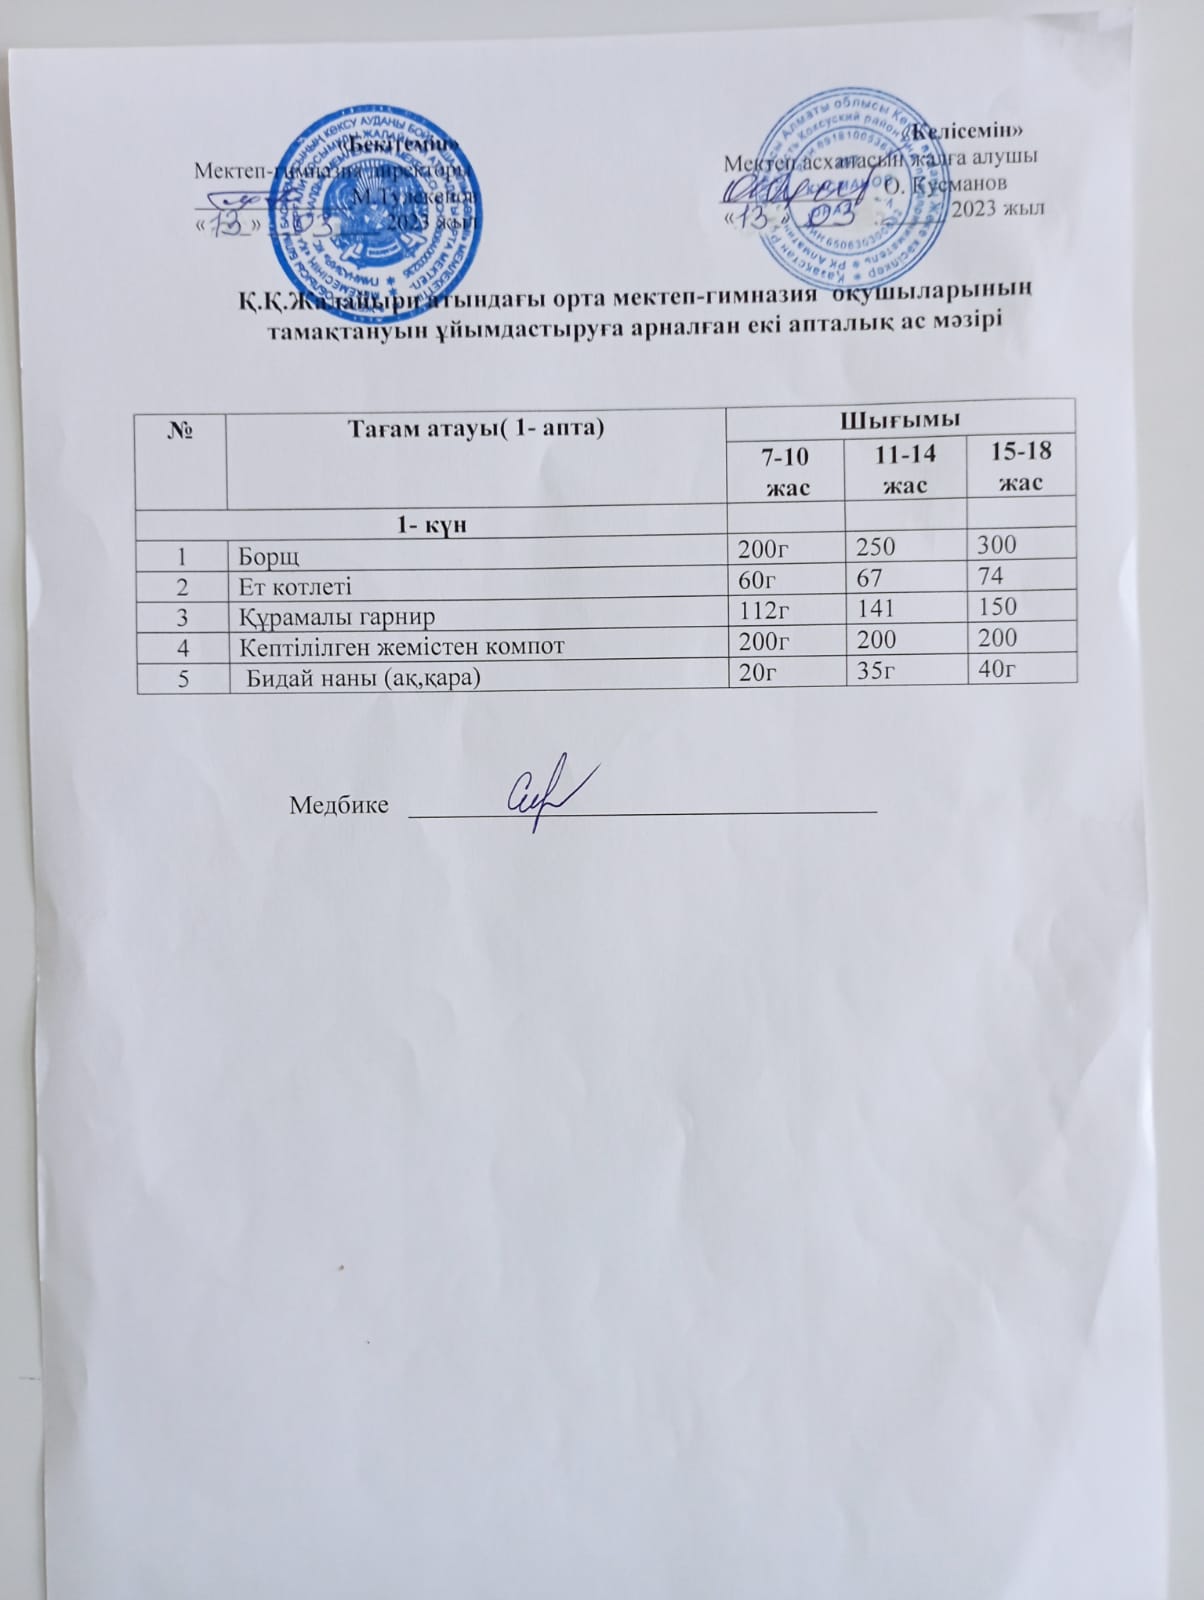 «Бекітемін»
Мектеп-гимназия директоры
М.Тулекенов
«13» 03 2023 жыл
«Келісемін»
Мектеп асханасын жалға алушы
О. Кусманов
«13» 03 2023 жыл
Қ.Қ.Жалайыри атындағы орта мектеп-гимназия оқушыларының
тамақтануын ұйымдастыруға арналған екі апталық ас мәзірі
№ Тағам атауы( 1- апта) Шығымы
7-10 жас 11-14 жас 15-18 жас
1- күн
1 Борщ 200г 250 300
2 Ет котлеті 60г 67 74
3 Құрамалы гарнир 112г 141 150
4 Кептілілген жемістен компот 200г 200 200
5 Бидай наны (ақ,қара) 20г 35г 40г
Медбике